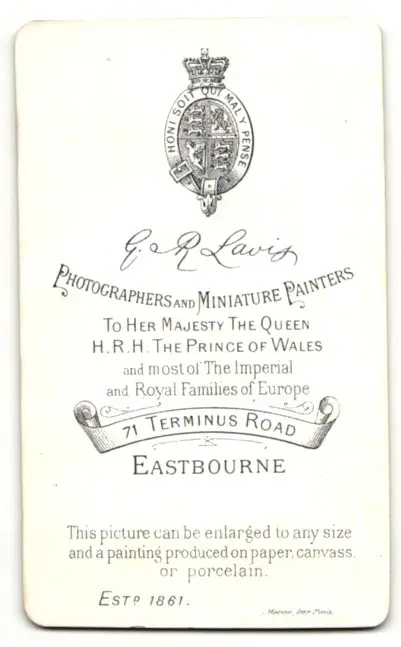 HONI SOIT QUI MAL Y PENSE
G. & R Lavis
PHOTOGRAPHERS AND MINIATURE PAINTERS
TO HER MAJESTY THE QUEEN
H.R.H. THE PRINCE OF WALES
and most of The Imperial
and Royal Families of Europe
71 TERMINUS ROAD
EASTBOURNE
This picture can be enlarged to any size
and a painting produced on paper, canvass.
or porcelain.
ESTD 1861.